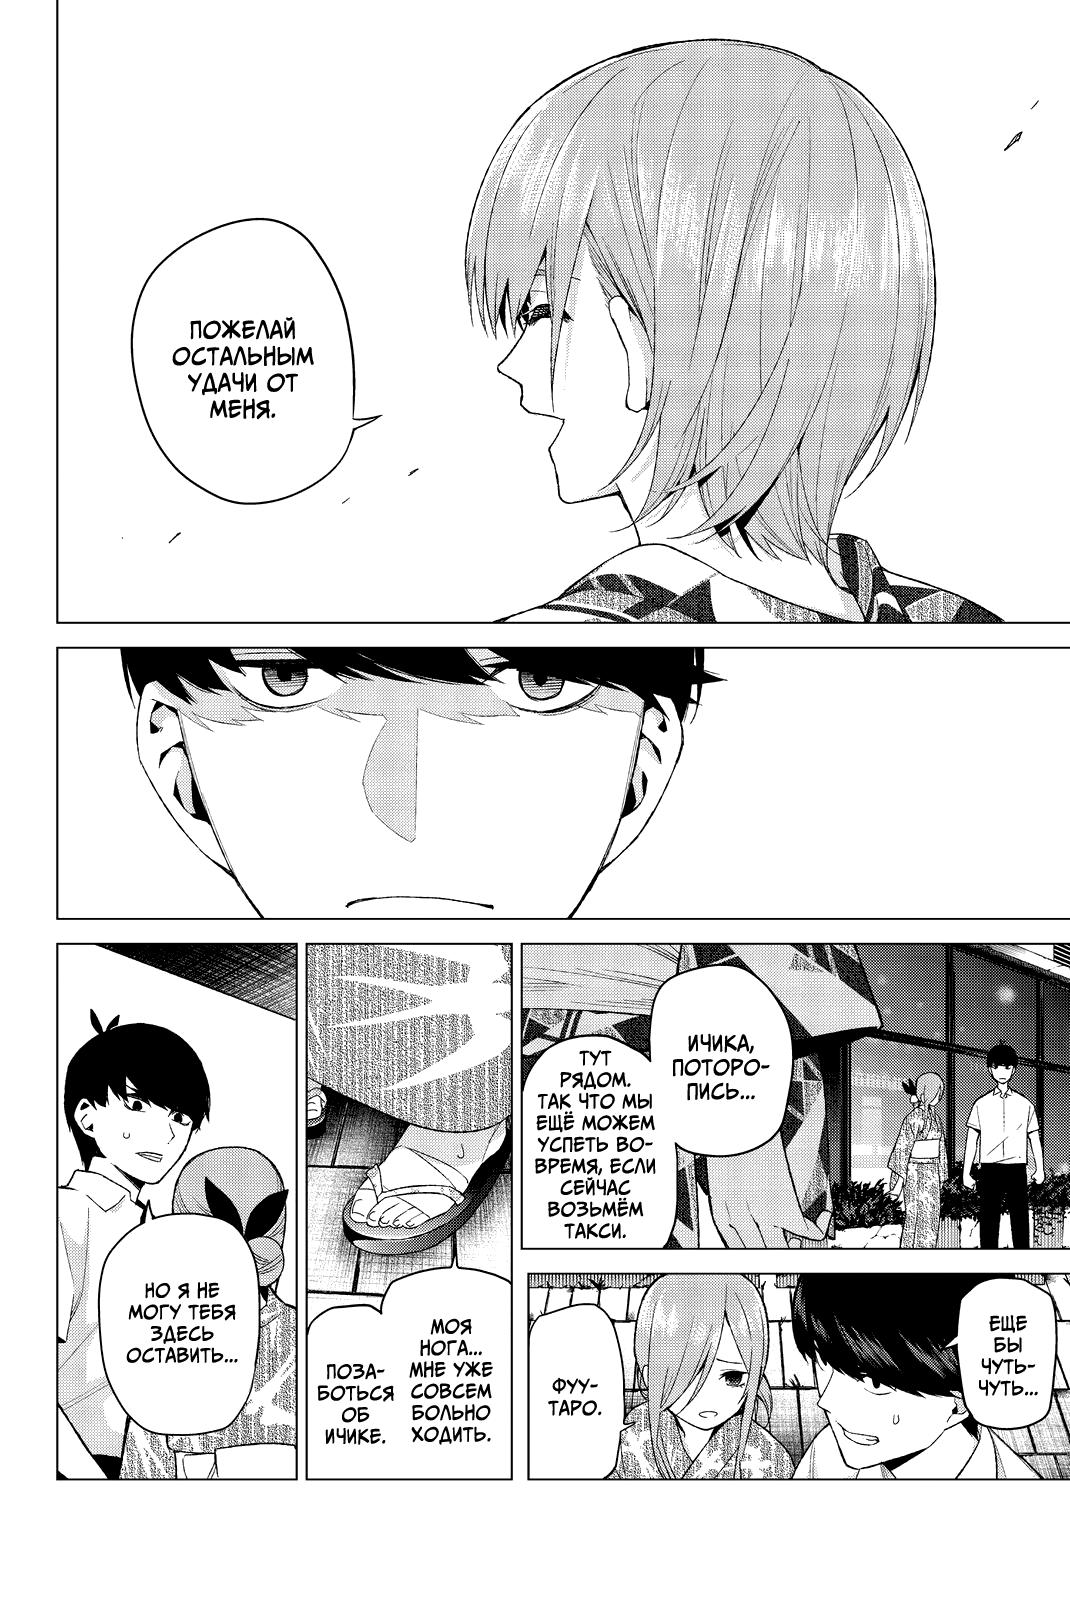 ПОЖЕЛАЙ
ОСТАЛЬНЫМ
УДАЧИ ОТ
МЕНЯ.
ИЧИКА,
ПОТОРО-
ПИСЬ...
ТУТ
РЯДОМ.
ТАК ЧТО МЫ
ЕЩЁ МОЖЕМ
УСПЕТЬ ВО-
ВРЕМЯ, ЕСЛИ
СЕЙЧАС
ВОЗЬМЁМ
ТАКСИ.
ЕЩЕ
БЫ
ЧУТЬ-
ЧУТЬ...
ФУУ-
ТАРО.
МОЯ
НОГА...
МНЕ УЖЕ
СОВСЕМ
БОЛЬНО
ХОДИТЬ.
ПОЗА-
БОТЬСЯ
ОБ
ИЧИКЕ.
НО Я НЕ
МОГУ ТЕБЯ
ЗДЕСЬ
ОСТАВИТЬ...